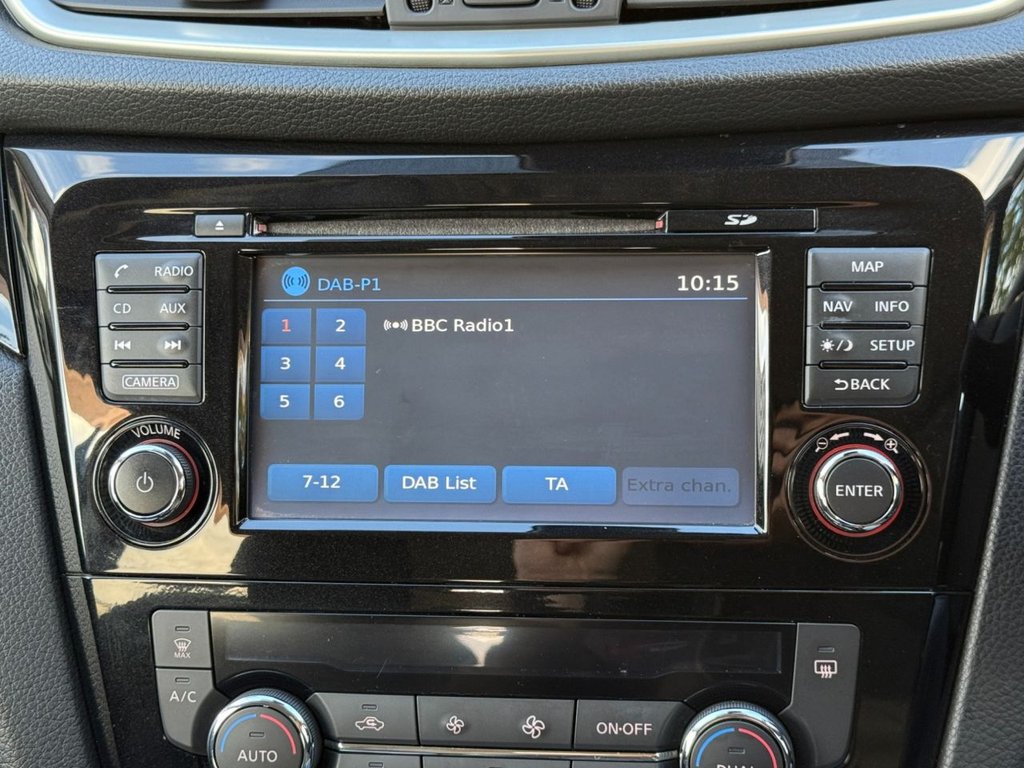 SD
RADIO
CD AUX
CAMERA
VOLUME
DAB-P1 10:15
1 2 BBC Radio1
3 4
5 6
7-12 DAB List TA Extra chan.
MAP
NAV INFO
SETUP
BACK
ENTER
MAX
A/C
AUTO
ON·OFF
DUAL